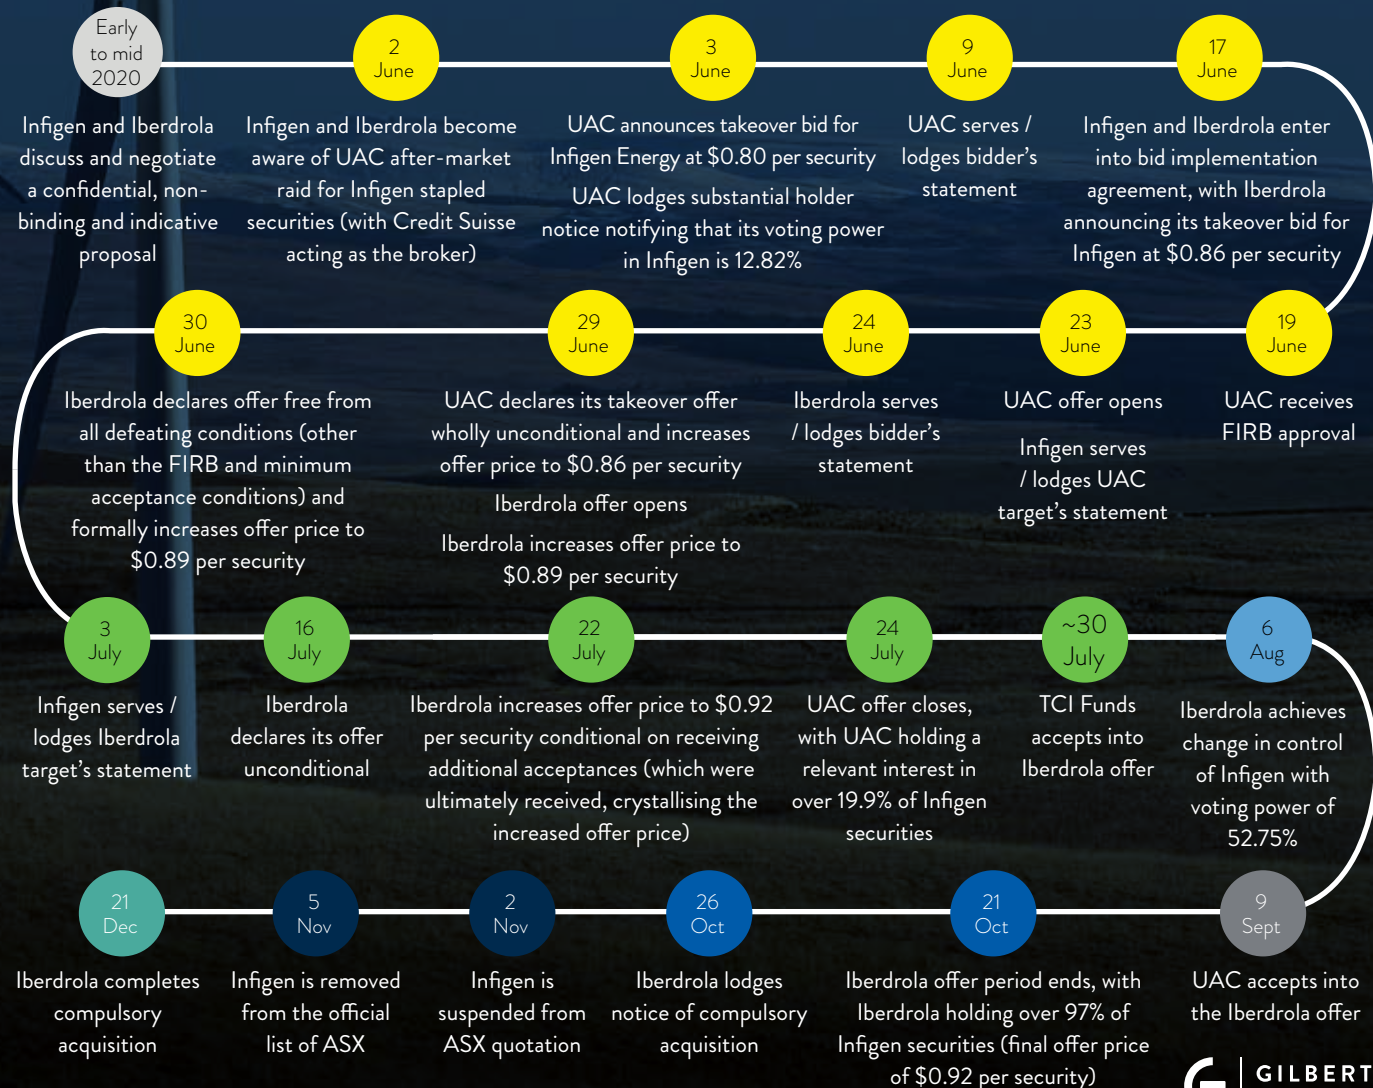 Early
to mid
2020
Infigen and Iberdrola
discuss and negotiate
a confidential, non-
binding and indicative
proposal
2
June
Infigen and Iberdrola become
aware of UAC after-market
raid for Infigen stapled
securities (with Credit Suisse
acting as the broker)
3
June
UAC announces takeover bid for
Infigen Energy at $0.80 per security
UAC lodges substantial holder
notice notifying that its voting power
in Infigen is 12.82%
9
June
UAC serves /
lodges bidder's
statement
17
June
Infigen and Iberdrola enter
into bid implementation
agreement, with Iberdrola
announcing its takeover bid for
Infigen at $0.86 per security
19
June
UAC receives
FIRB approval
23
June
UAC offer opens
Infigen serves
/ lodges UAC
target's statement
24
June
Iberdrola serves
/ lodges bidder's
statement
29
June
UAC declares its takeover offer
wholly unconditional and increases
offer price to $0.86 per security
Iberdrola offer opens
Iberdrola increases offer price to
$0.89 per security
30
June
Iberdrola declares offer free from
all defeating conditions (other
than the FIRB and minimum
acceptance conditions) and
formally increases offer price to
$0.89 per security
3
July
Infigen serves /
lodges Iberdrola
target's statement
16
July
Iberdrola
declares its offer
unconditional
22
July
Iberdrola increases offer price to $0.92
per security conditional on receiving
additional acceptances (which were
ultimately received, crystallising the
increased offer price)
24
July
UAC offer closes,
with UAC holding a
relevant interest in
over 19.9% of Infigen
securities
~30
July
TCI Funds
accepts into
Iberdrola offer
6
Aug
Iberdrola achieves
change in control
of Infigen with
voting power of
52.75%
9
Sept
UAC accepts into
the Iberdrola offer
21
Oct
Iberdrola offer period ends, with
Iberdrola holding over 97% of
Infigen securities (final offer price
of $0.92 per security)
26
Oct
Iberdrola lodges
notice of compulsory
acquisition
2
Nov
Infigen is
suspended from
ASX quotation
5
Nov
Infigen is removed
from the official
list of ASX
21
Dec
Iberdrola completes
compulsory
acquisition
GILBERT